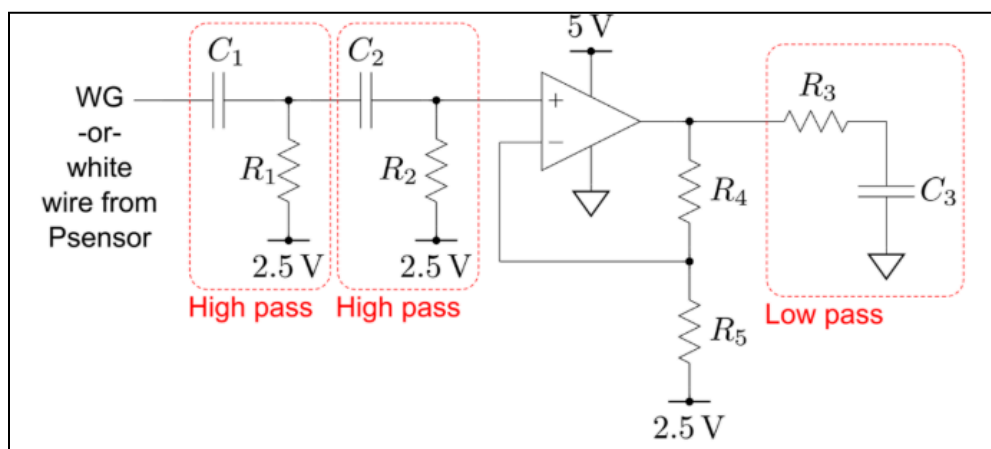 C₁
C₂
5 V
WG
-or-
white
wire from
Psensor
R₁
R₂
+
−
R₃
R₄
C₃
2.5 V
2.5 V
High pass
High pass
Low pass
R₅
2.5 V